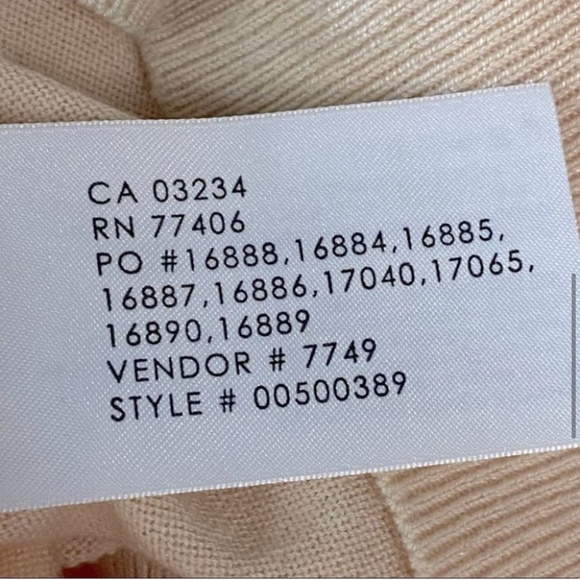 CA 03234
RN 77406
PO #16888,16884,16885,
16887,16886,17040,17065,
16890,16889
VENDOR # 7749
STYLE # 00500389